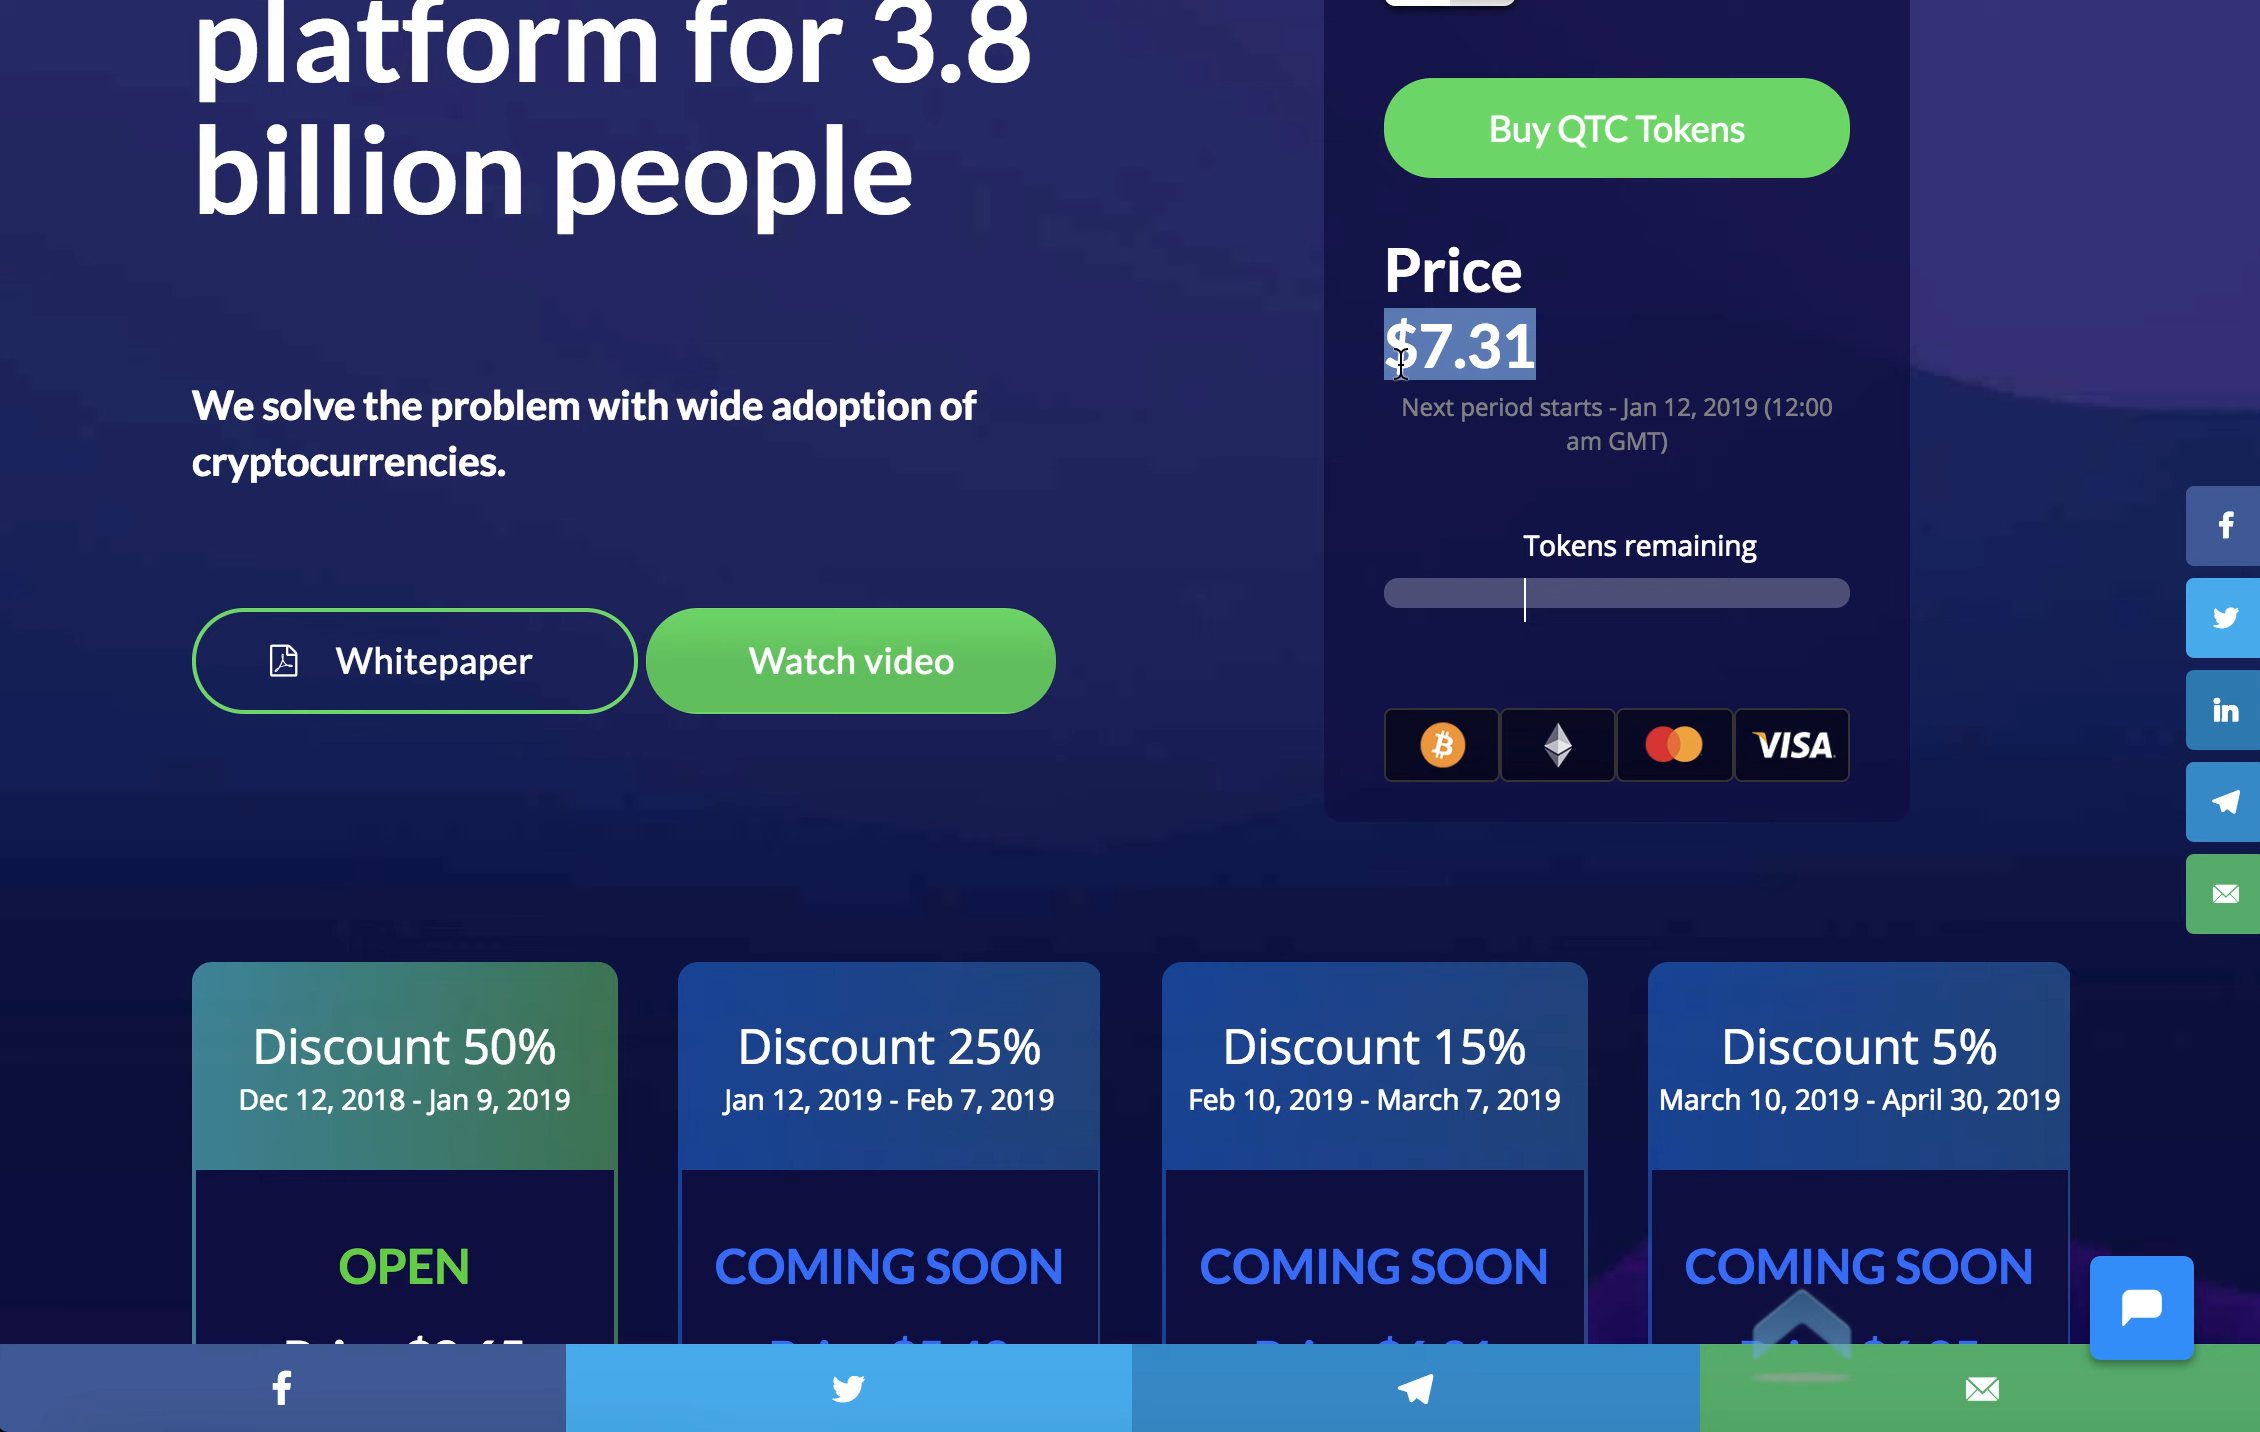 platform for 3.8
billion people
We solve the problem with wide adoption of
cryptocurrencies.
Whitepaper
Watch video
Buy QTC Tokens
Price
$7.31
Next period starts - Jan 12, 2019 (12:00
am GMT)
Tokens remaining
VISA
Discount 50%
Dec 12, 2018 - Jan 9, 2019
OPEN
Discount 25%
Jan 12, 2019 - Feb 7, 2019
COMING SOON
Discount 15%
Feb 10, 2019 - March 7, 2019
COMING SOON
Discount 5%
March 10, 2019 - April 30, 2019
COMING SOON